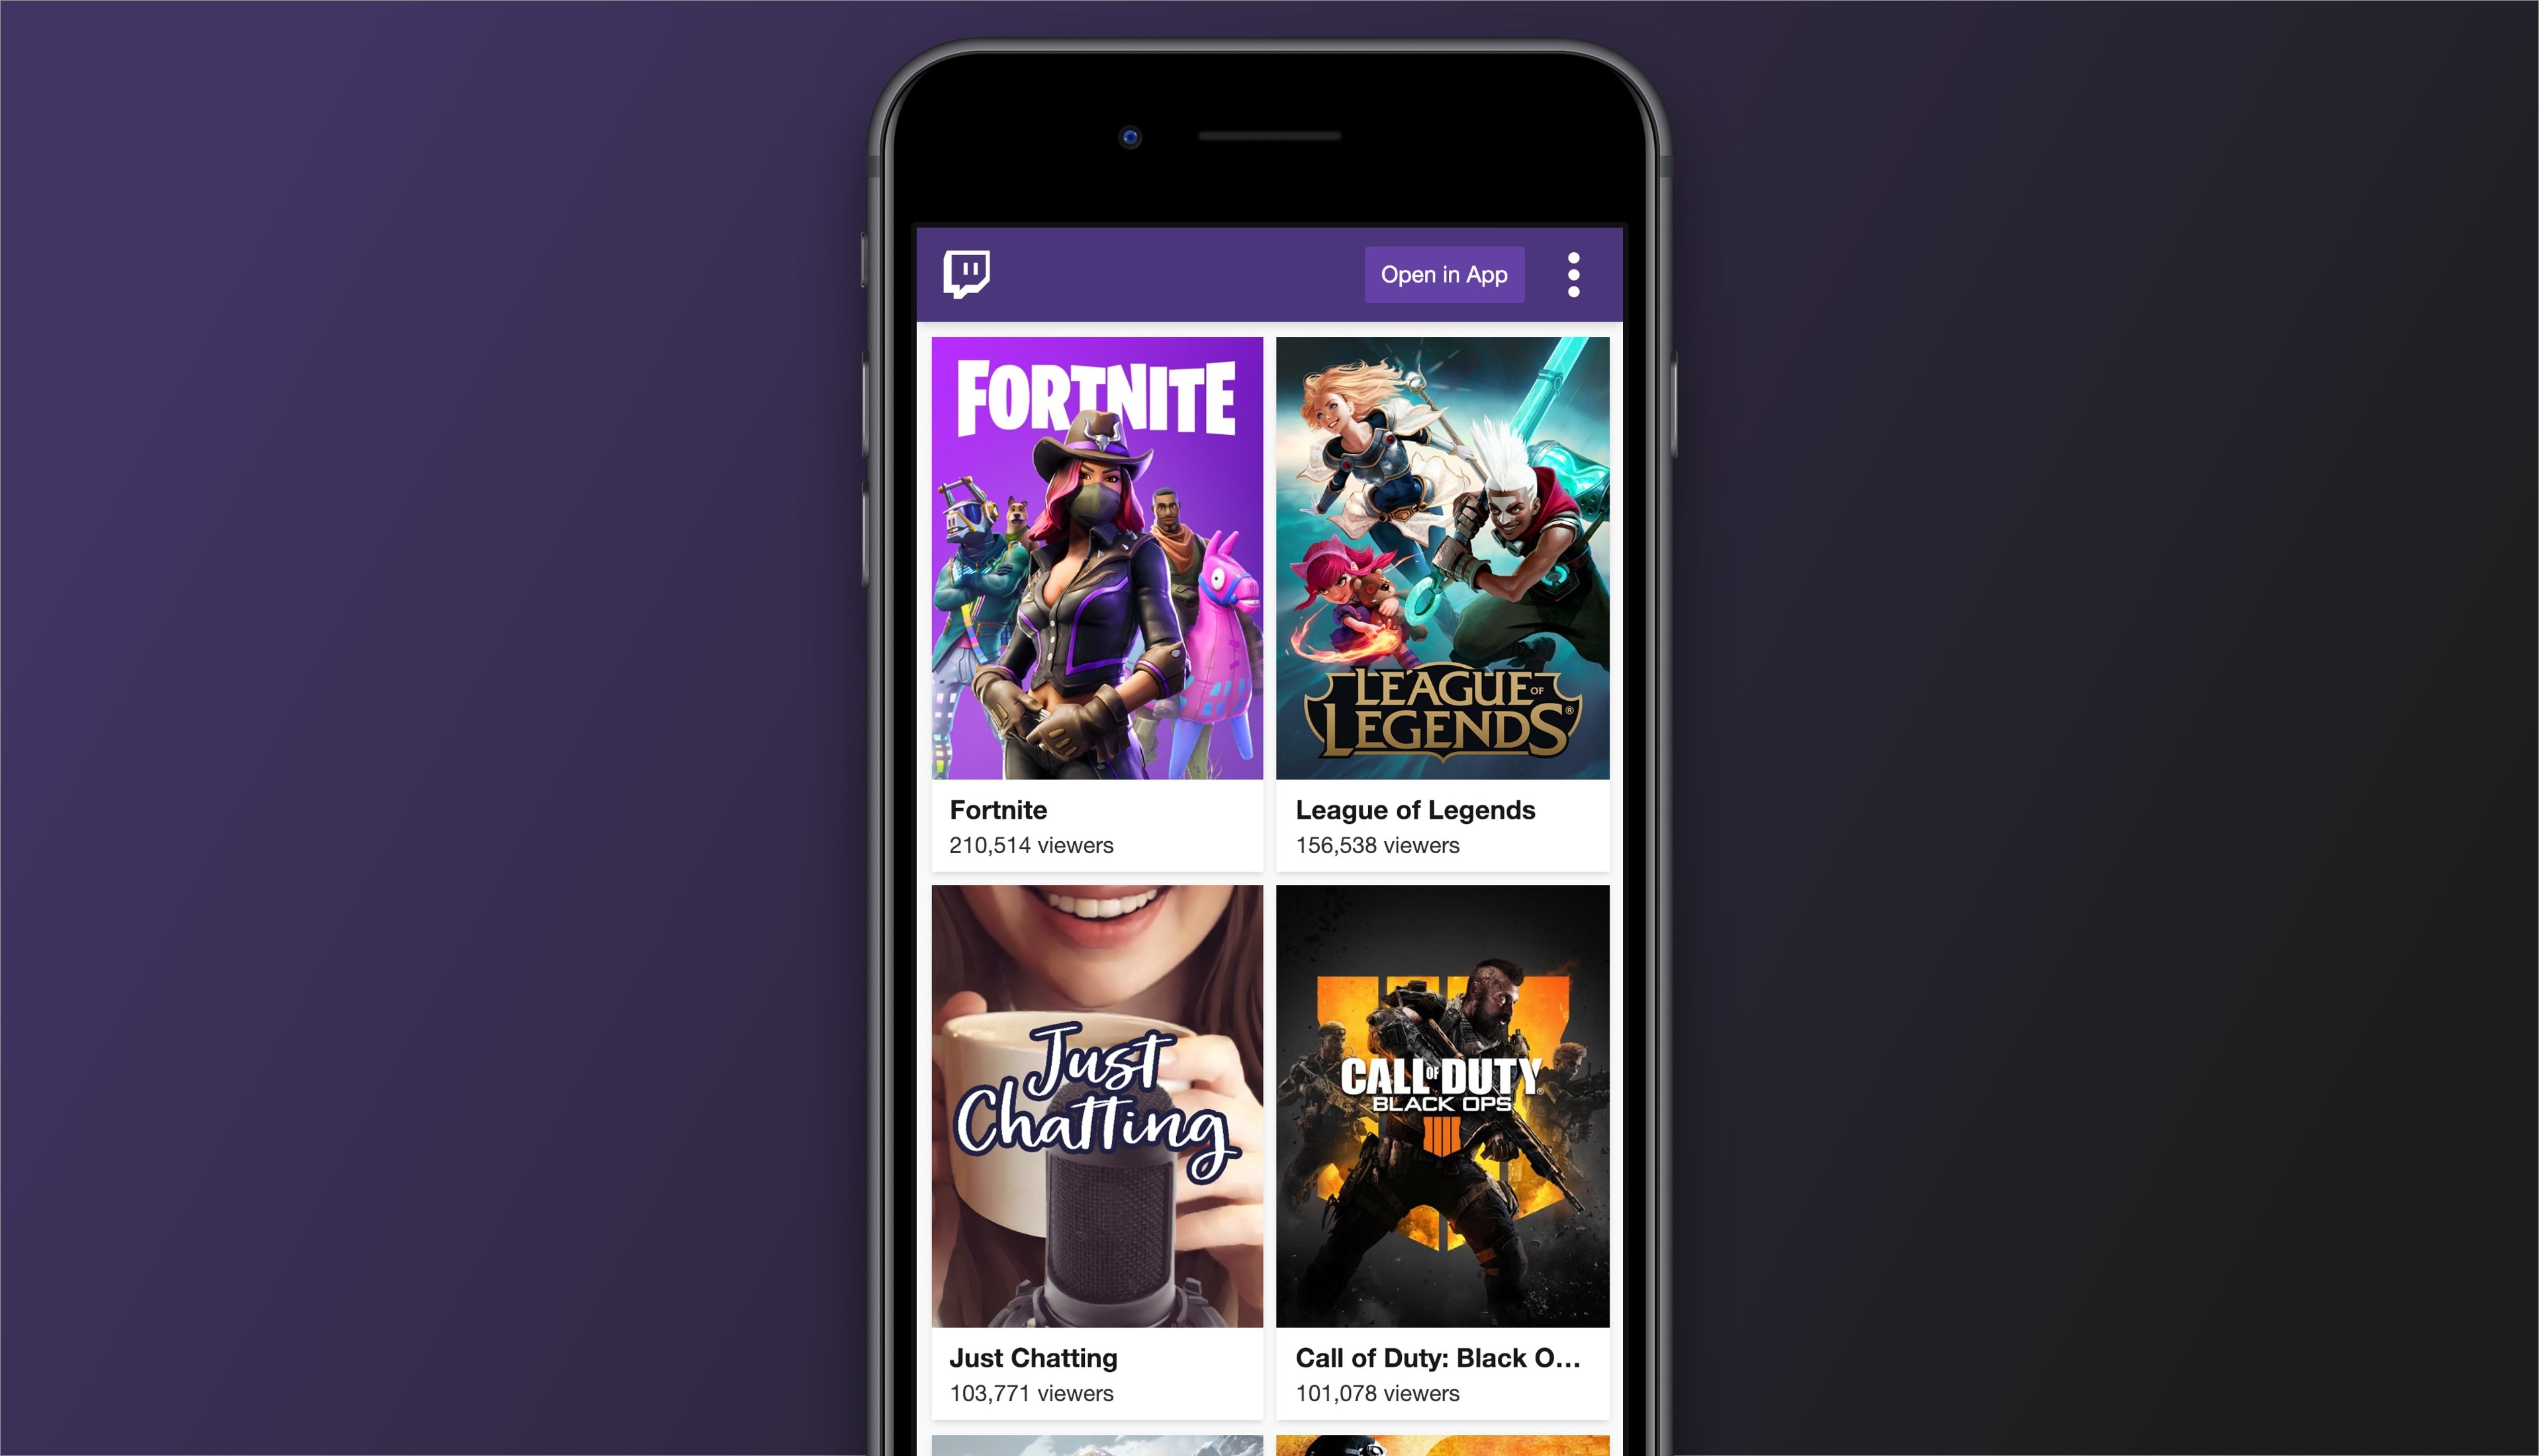 Open in App
FORTNITE
LEAGUE OF
LEGENDS®
Fortnite
210,514 viewers
League of Legends
156,538 viewers
Just
Chatting
CALL OF DUTY®
BLACK OPS
IIII
Just Chatting
103,771 viewers
Call of Duty: Black O...
101,078 viewers